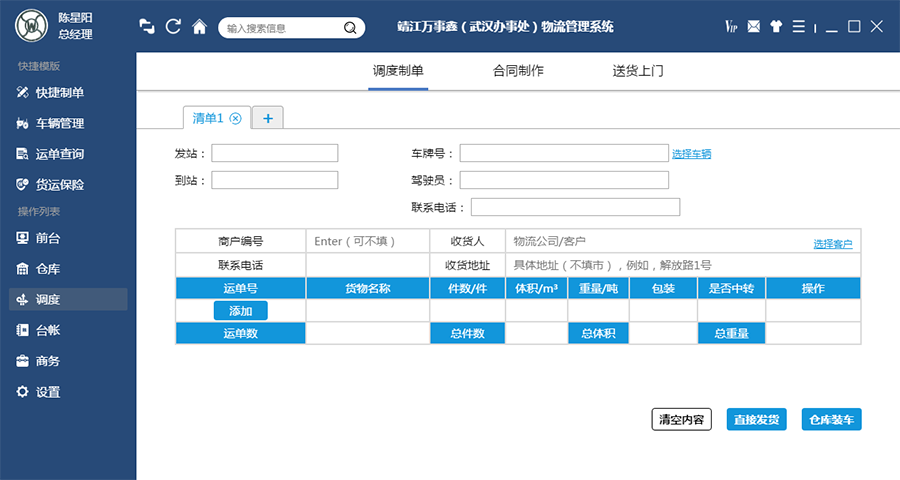 陈星阳
总经理
输入搜索信息
靖江万事鑫（武汉办事处）物流管理系统
VIP
快捷模版
快捷制单
车辆管理
运单查询
货运保险
操作列表
前台
仓库
调度
台帐
商务
设置
调度制单 合同制作 送货上门
清单1 +
发站： 车牌号： 选择车辆
到站： 驾驶员：
联系电话：
商户编号 Enter（可不填） 收货人 物流公司/客户 选择客户
联系电话 收货地址 具体地址（不填市），例如，解放路1号
运单号 货物名称 件数/件 体积/m³ 重量/吨 包装 是否中转 操作
添加
运单数 总件数 总体积 总重量
清空内容 直接发货 仓库装车